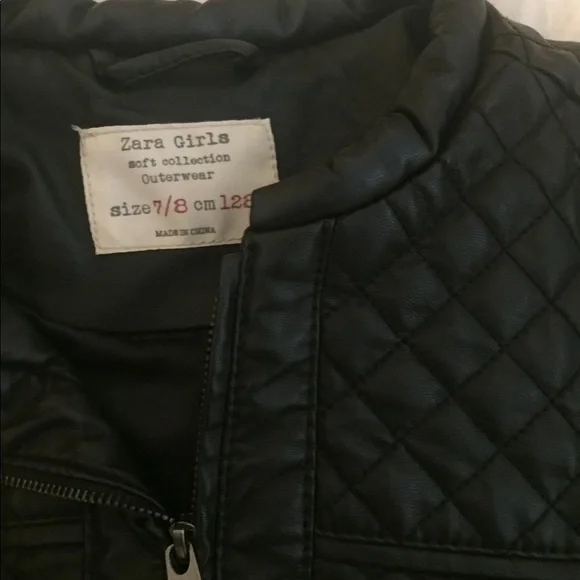 Zara Girls
soft collection
Outerwear
size 7/8 cm 128
MADE IN CHINA